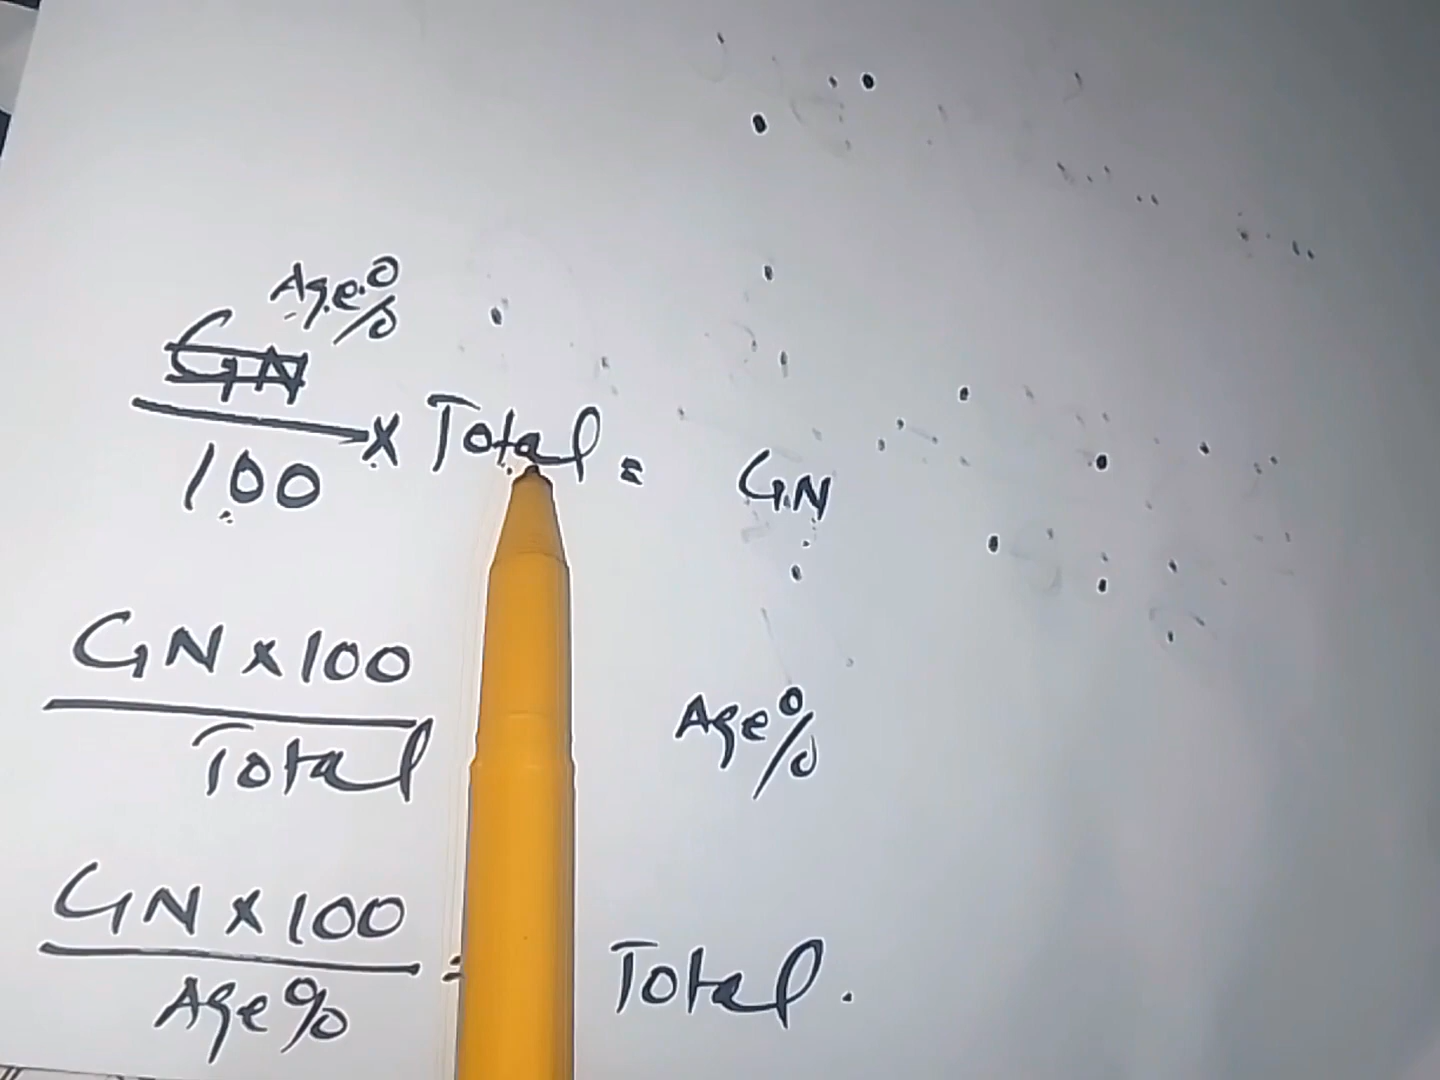 Age%
GN
100 × Total = GN
GN × 100
Total
Age%
GN × 100
Age% = Total.